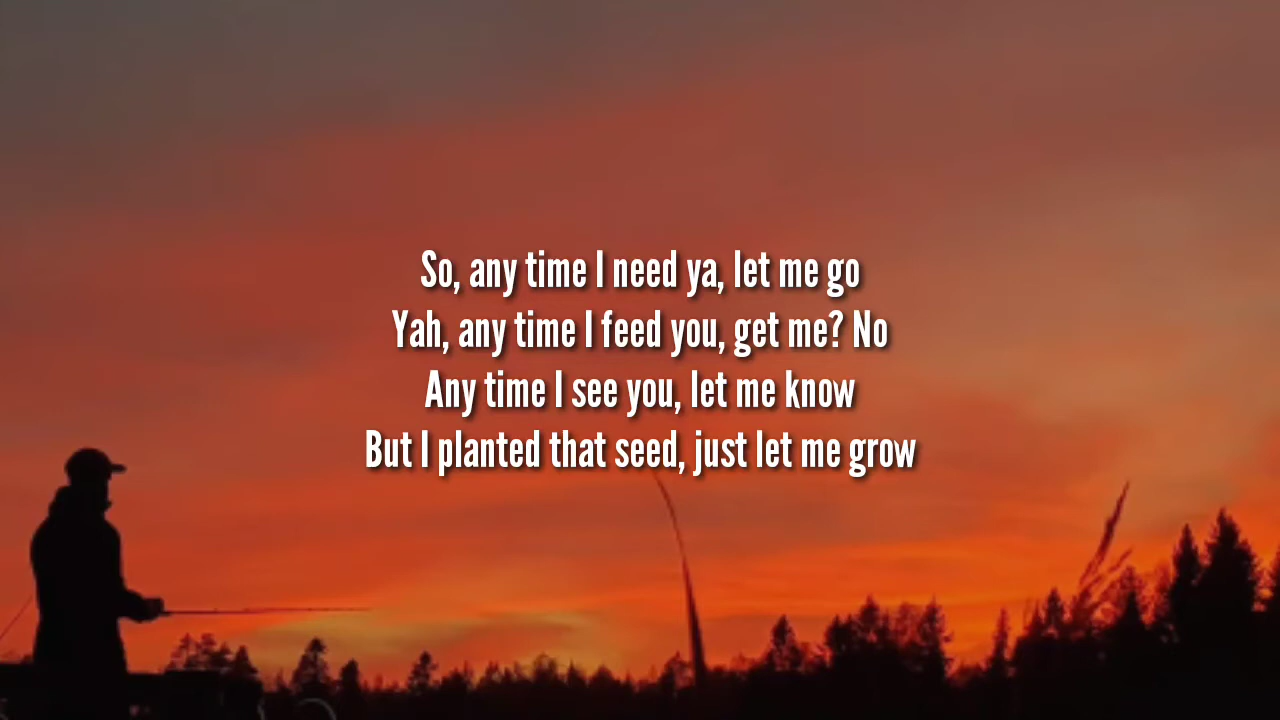 So, any time I need ya, let me go
Yah, any time I feed you, get me? No
Any time I see you, let me know
But I planted that seed, just let me grow